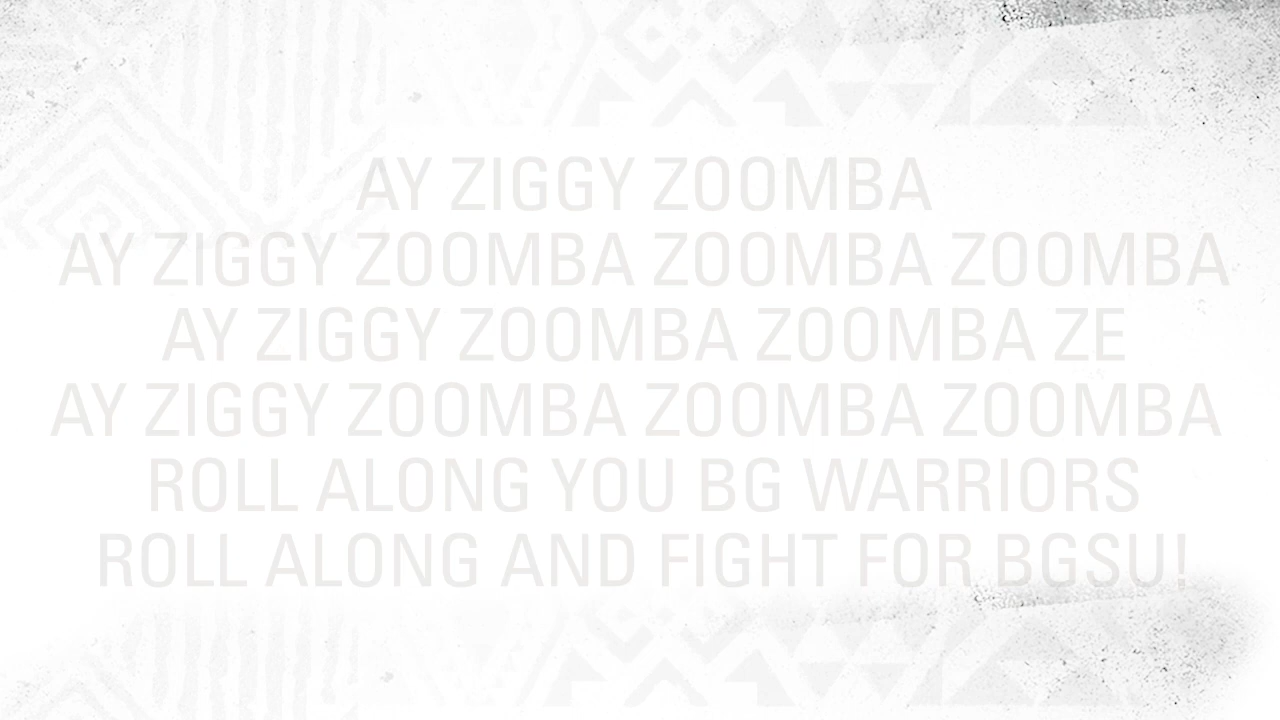 AY ZIGGY ZOOMBA
AY ZIGGY ZOOMBA ZOOMBA ZOOMBA
AY ZIGGY ZOOMBA ZOOMBA ZE
AY ZIGGY ZOOMBA ZOOMBA ZOOMBA
ROLL ALONG YOU BG WARRIORS
ROLL ALONG AND FIGHT FOR BGSU!